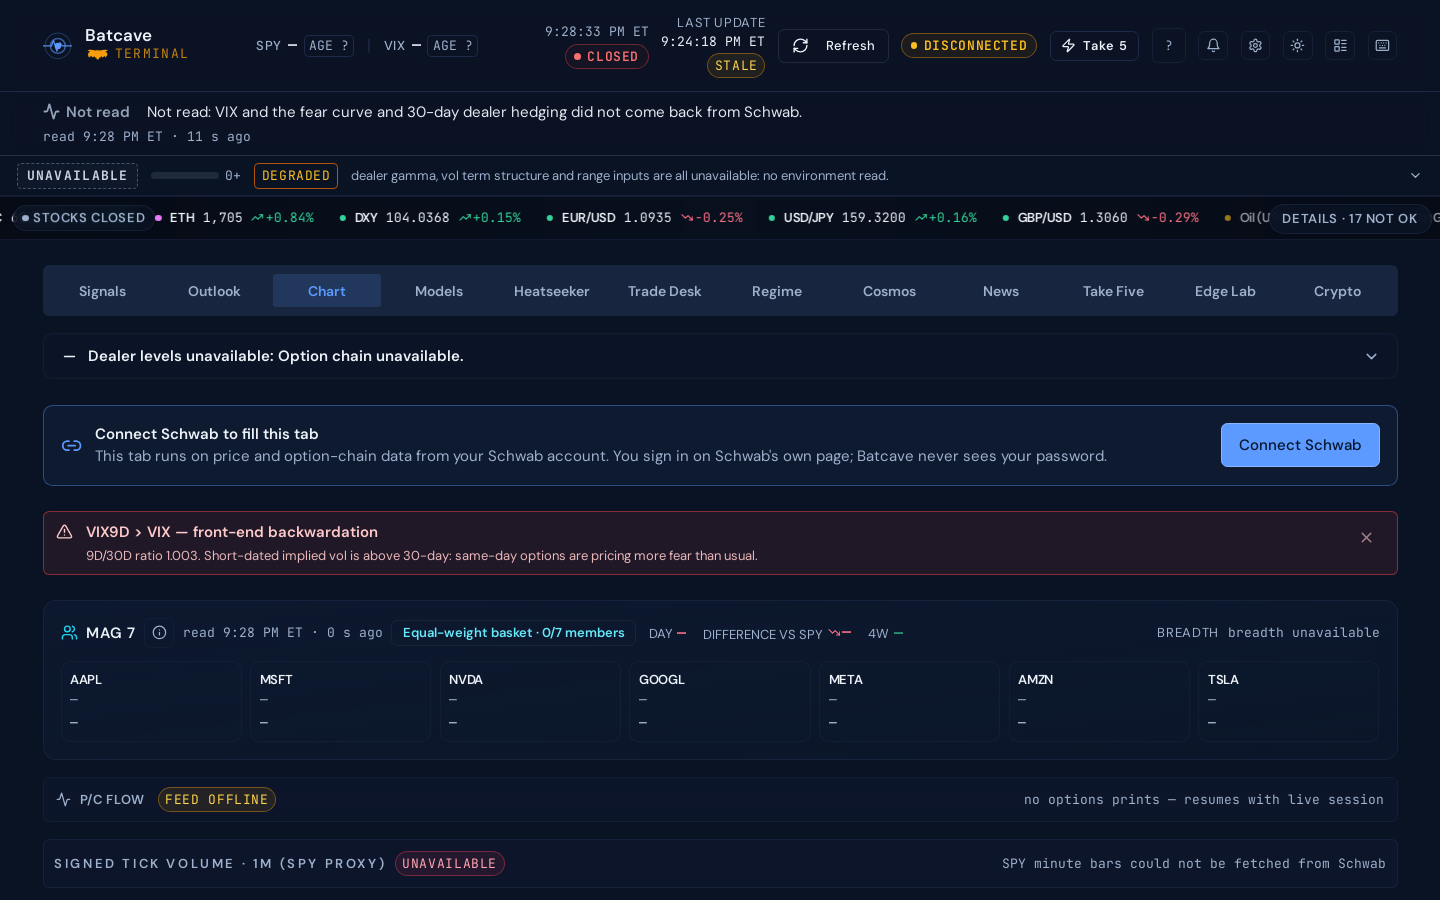 Batcave
TERMINAL
SPY — AGE ?
VIX — AGE ?
9:28:33 PM ET
CLOSED
LAST UPDATE
9:24:18 PM ET
STALE
Refresh
DISCONNECTED
Take 5
?
Not read Not read: VIX and the fear curve and 30-day dealer hedging did not come back from Schwab.
read 9:28 PM ET · 11 s ago
UNAVAILABLE 0+ DEGRADED dealer gamma, vol term structure and range inputs are all unavailable: no environment read.
STOCKS CLOSED ETH 1,705 +0.84% DXY 104.0368 +0.15% EUR/USD 1.0935 -0.25% USD/JPY 159.3200 +0.16% GBP/USD 1.3060 -0.29% Oil (U DETAILS · 17 NOT OK
Signals Outlook Chart Models Heatseeker Trade Desk Regime Cosmos News Take Five Edge Lab Crypto
— Dealer levels unavailable: Option chain unavailable.
Connect Schwab to fill this tab
This tab runs on price and option-chain data from your Schwab account. You sign in on Schwab's own page; Batcave never sees your password.
Connect Schwab
VIX9D > VIX — front-end backwardation
9D/30D ratio 1.003. Short-dated implied vol is above 30-day: same-day options are pricing more fear than usual.
MAG 7 read 9:28 PM ET · 0 s ago Equal-weight basket · 0/7 members DAY — DIFFERENCE VS SPY — 4W — BREADTH breadth unavailable
AAPL MSFT NVDA GOOGL META AMZN TSLA
— — — — — — —
— — — — — — —
P/C FLOW FEED OFFLINE no options prints — resumes with live session
SIGNED TICK VOLUME · 1M (SPY PROXY) UNAVAILABLE SPY minute bars could not be fetched from Schwab